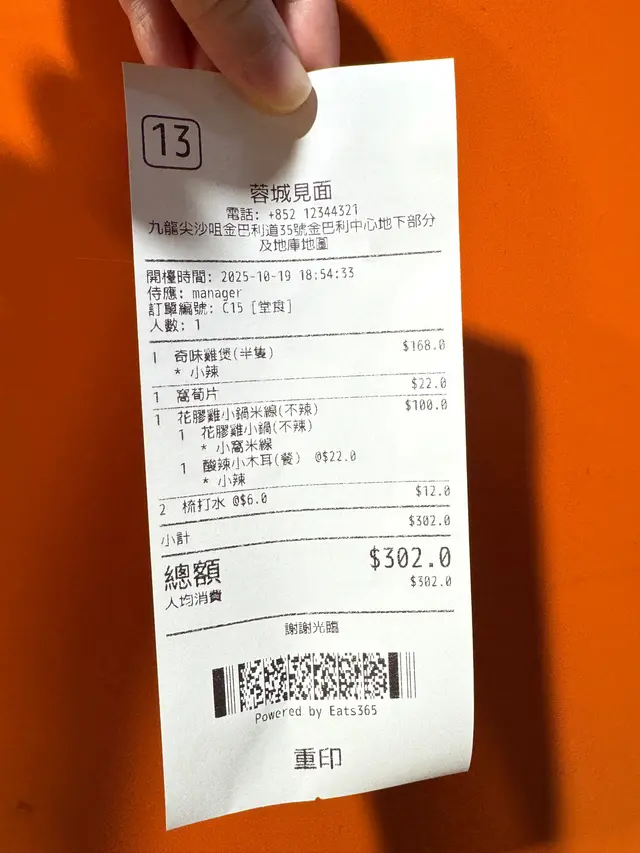 13
蓉城見面
電話: +852 12344321
九龍尖沙咀金巴利道35號金巴利中心地下部分
及地庫地圖
開檯時間: 2025-10-19 18:54:33
侍應: manager
訂單編號: C15 [堂食]
人數: 1
1 奇味雞煲(半隻) $168.0
* 小辣
1 窩荀片 $22.0
1 花膠雞小鍋米線(不辣) $100.0
1 花膠雞小鍋(不辣)
* 小窩米線
1 酸辣小木耳(餐) @$22.0
* 小辣
2 梳打水 @$6.0 $12.0
小計 $302.0
總額 $302.0
人均消費 $302.0
謝謝光臨
Powered by Eats365
重印